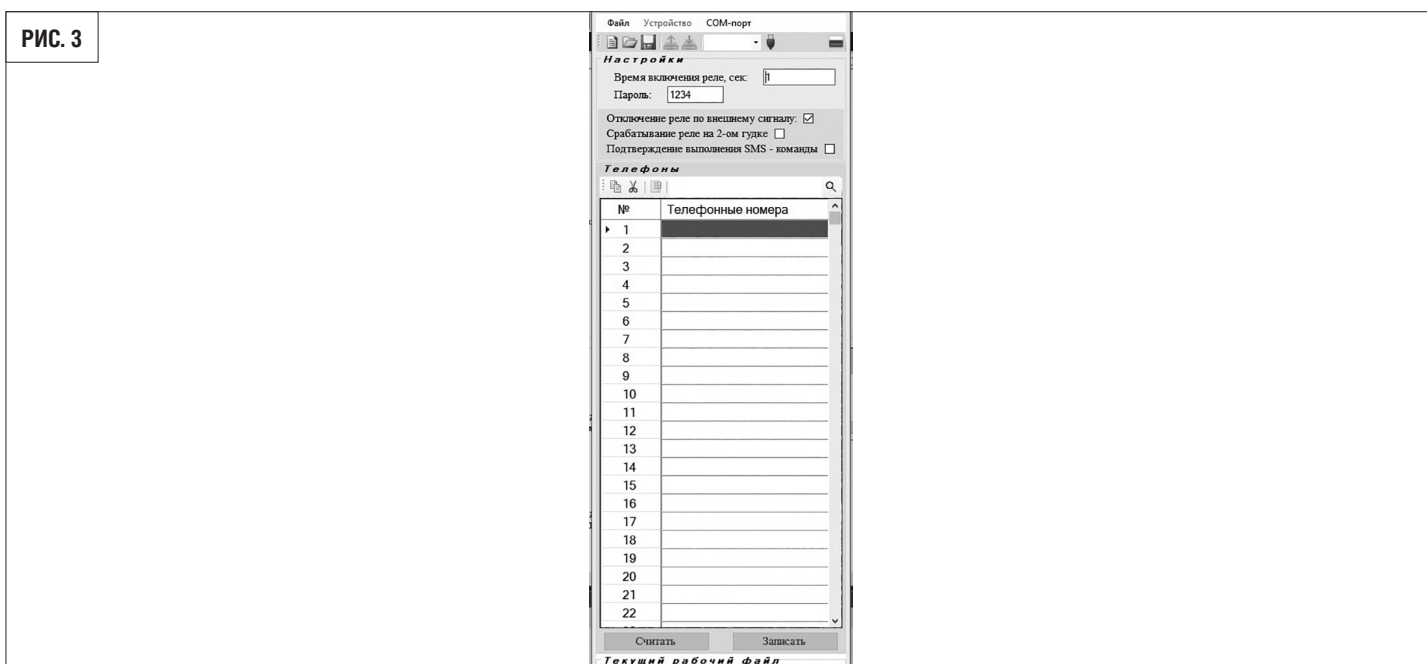 РИС. 3
Файл Устройство COM-порт
Настройки
Время включения реле, сек: 1
Пароль: 1234
Отключение реле по внешнему сигналу:
Срабатывание реле на 2-ом гудке
Подтверждение выполнения SMS - команды
Телефоны
№ Телефонные номера
1
2
3
4
5
6
7
8
9
10
11
12
13
14
15
16
17
18
19
20
21
22
Считать Записать
Текущий рабочий файл